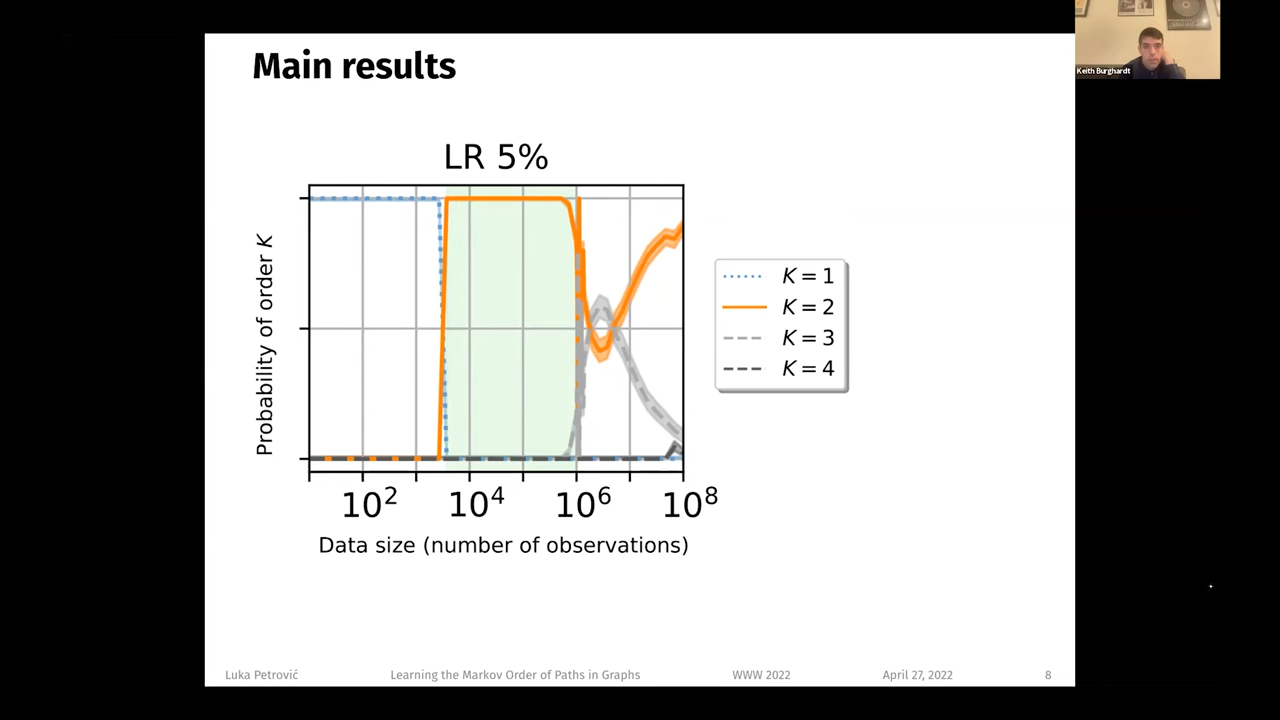 Main results
Keith Burghardt
LR 5%
Probability of order K
K = 1
K = 2
K = 3
K = 4
10² 10⁴ 10⁶ 10⁸
Data size (number of observations)
Luka Petrović Learning the Markov Order of Paths in Graphs WWW 2022 April 27, 2022 8